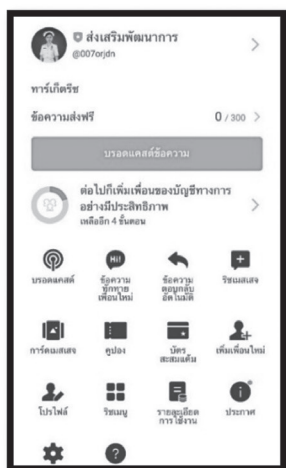 ส่งเสริมพัฒนาการ
@007orjdn
ทาร์เก็ตรีช
ข้อความส่งฟรี 0 / 300
บรอดแคสต์ข้อความ
ต่อไปก็เพิ่มเพื่อนของบัญชีทางการ
อย่างมีประสิทธิภาพ
เหลืออีก 4 ขั้นตอน
Hi!
บรอดแคสต์
ข้อความ
ทักทาย
เพื่อนใหม่
ข้อความ
ตอบกลับ
อัตโนมัติ
ริชเมสเสจ
การ์ดเมสเสจ
คูปอง
บัตร
สะสมแต้ม
เพิ่มเพื่อนใหม่
โปรไฟล์
ริชเมนู
รายละเอียด
การใช้งาน
ประกาศ